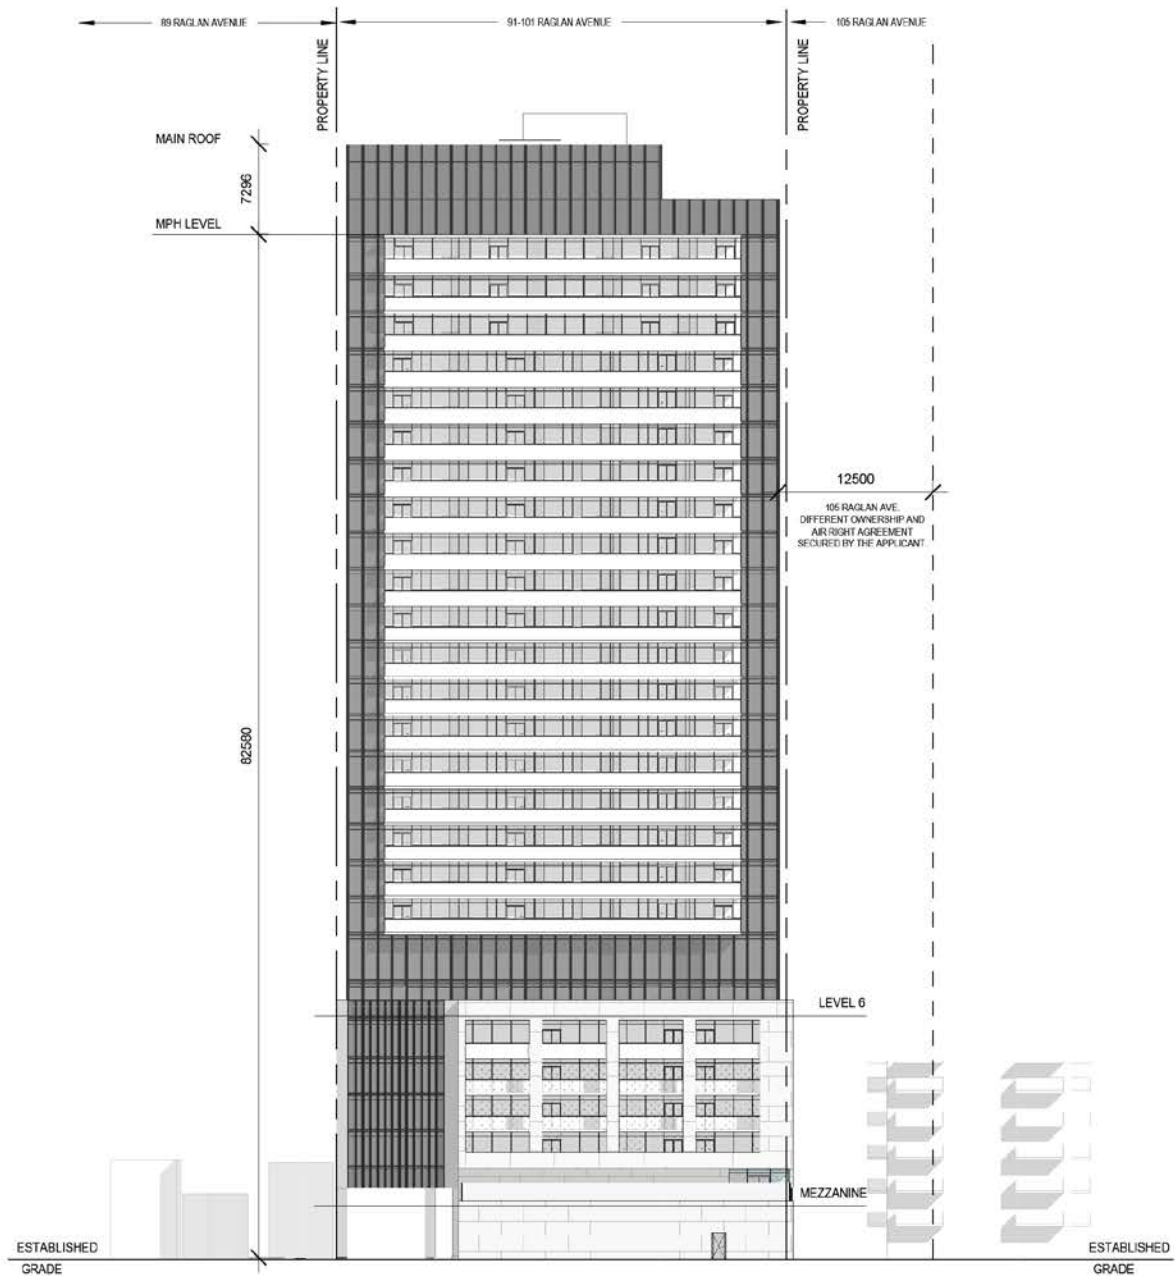 89 RAGLAN AVENUE
91-101 RAGLAN AVENUE
105 RAGLAN AVENUE
PROPERTY LINE
PROPERTY LINE
MAIN ROOF
7296
MPH LEVEL
12500
105 RAGLAN AVE.
DIFFERENT OWNERSHIP AND
AIR RIGHT AGREEMENT
SECURED BY THE APPLICANT
82580
LEVEL 6
MEZZANINE
ESTABLISHED
GRADE
ESTABLISHED
GRADE